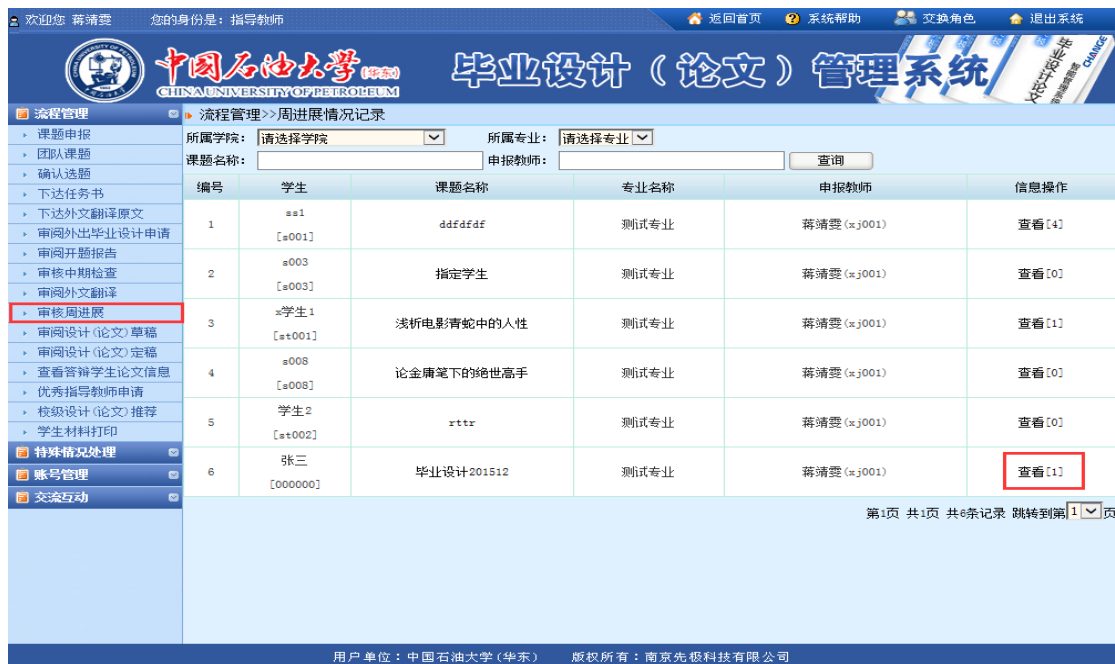 欢迎您 蒋靖雯 您的身份是：指导教师 返回首页 系统帮助 交换角色 退出系统
中国石油大学(华东) 毕业设计（论文）管理系统
CHINA UNIVERSITY OF PETROLEUM
流程管理
课题申报
团队课题
确认选题
下达任务书
下达外文翻译原文
审阅外出毕业设计申请
审阅开题报告
审核中期检查
审阅外文翻译
审核周进展
审阅设计(论文)草稿
审阅设计(论文)定稿
查看答辩学生论文信息
优秀指导教师申请
校级设计(论文)推荐
学生材料打印
特殊情况处理
账号管理
交流互动
流程管理>>周进展情况记录
所属学院： 请选择学院 所属专业： 请选择专业
课题名称： 申报教师： 查询
编号 学生 课题名称 专业名称 申报教师 信息操作
1 ss1 [s001] ddfdfdf 测试专业 蒋靖雯(xj001) 查看[4]
2 s003 [s003] 指定学生 测试专业 蒋靖雯(xj001) 查看[0]
3 x学生1 [st001] 浅析电影青蛇中的人性 测试专业 蒋靖雯(xj001) 查看[1]
4 s008 [s008] 论金庸笔下的绝世高手 测试专业 蒋靖雯(xj001) 查看[0]
5 学生2 [st002] rttr 测试专业 蒋靖雯(xj001) 查看[0]
6 张三 [000000] 毕业设计201512 测试专业 蒋靖雯(xj001) 查看[1]
第1页 共1页 共6条记录 跳转到第 1 页
用户单位：中国石油大学(华东) 版权所有：南京先极科技有限公司